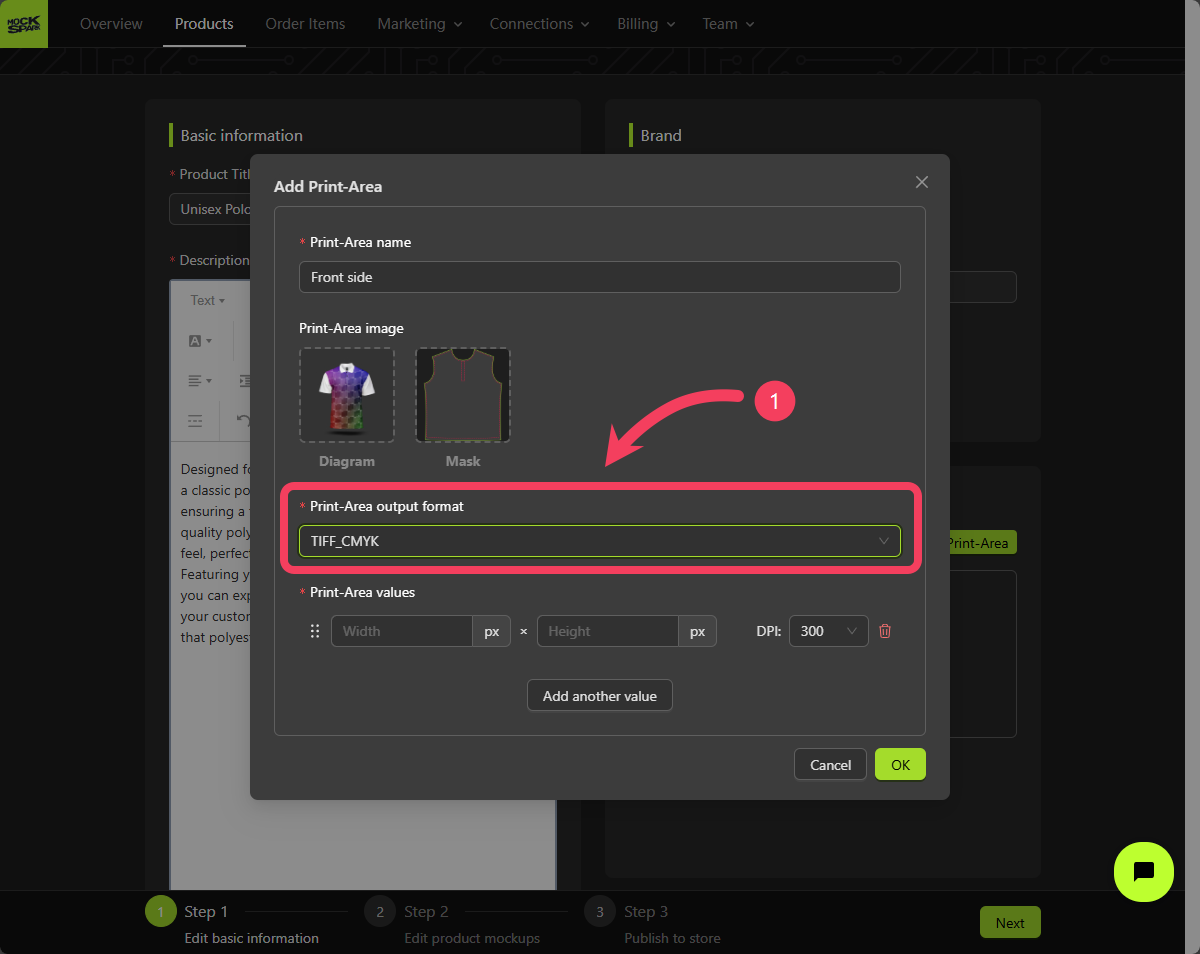 MOCK
SPARK
Overview
Products
Order Items
Marketing
Connections
Billing
Team
Basic information
Brand
* Product Titl
Unisex Polo
* Description
Text
A
Designed fo
a classic po
ensuring a
quality poly
feel, perfect
Featuring y
you can exp
your custom
that polyest
Add Print-Area
* Print-Area name
Front side
Print-Area image
Diagram
Mask
1
* Print-Area output format
TIFF_CMYK
Print-Area
* Print-Area values
Width px × Height px DPI: 300
Add another value
Cancel
OK
1 Step 1
Edit basic information
2 Step 2
Edit product mockups
3 Step 3
Publish to store
Next